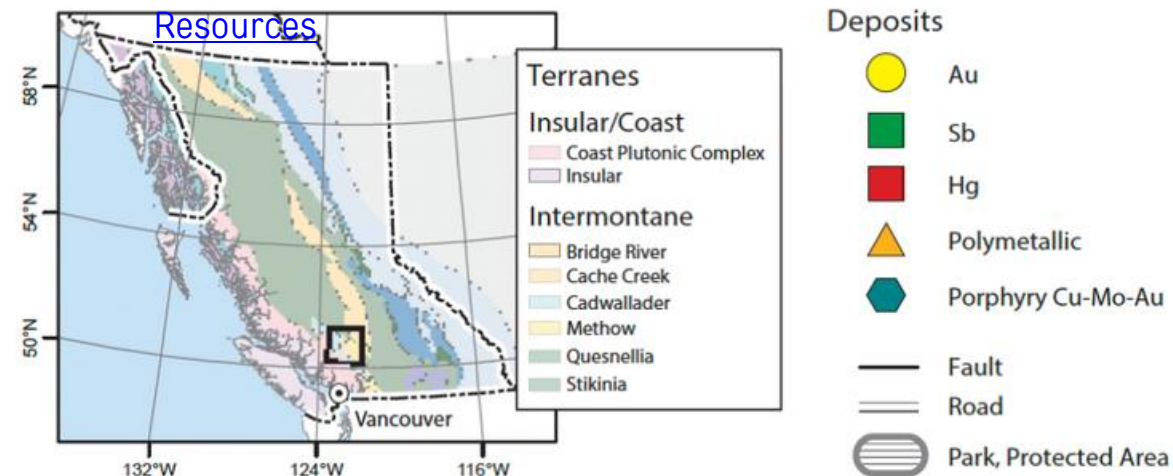 Resources
58°N
54°N
50°N
132°W
124°W
116°W
Vancouver
Terranes
Insular/Coast
Coast Plutonic Complex
Insular
Intermontane
Bridge River
Cache Creek
Cadwallader
Methow
Quesnellia
Stikinia
Deposits
Au
Sb
Hg
Polymetallic
Porphyry Cu-Mo-Au
Fault
Road
Park, Protected Area